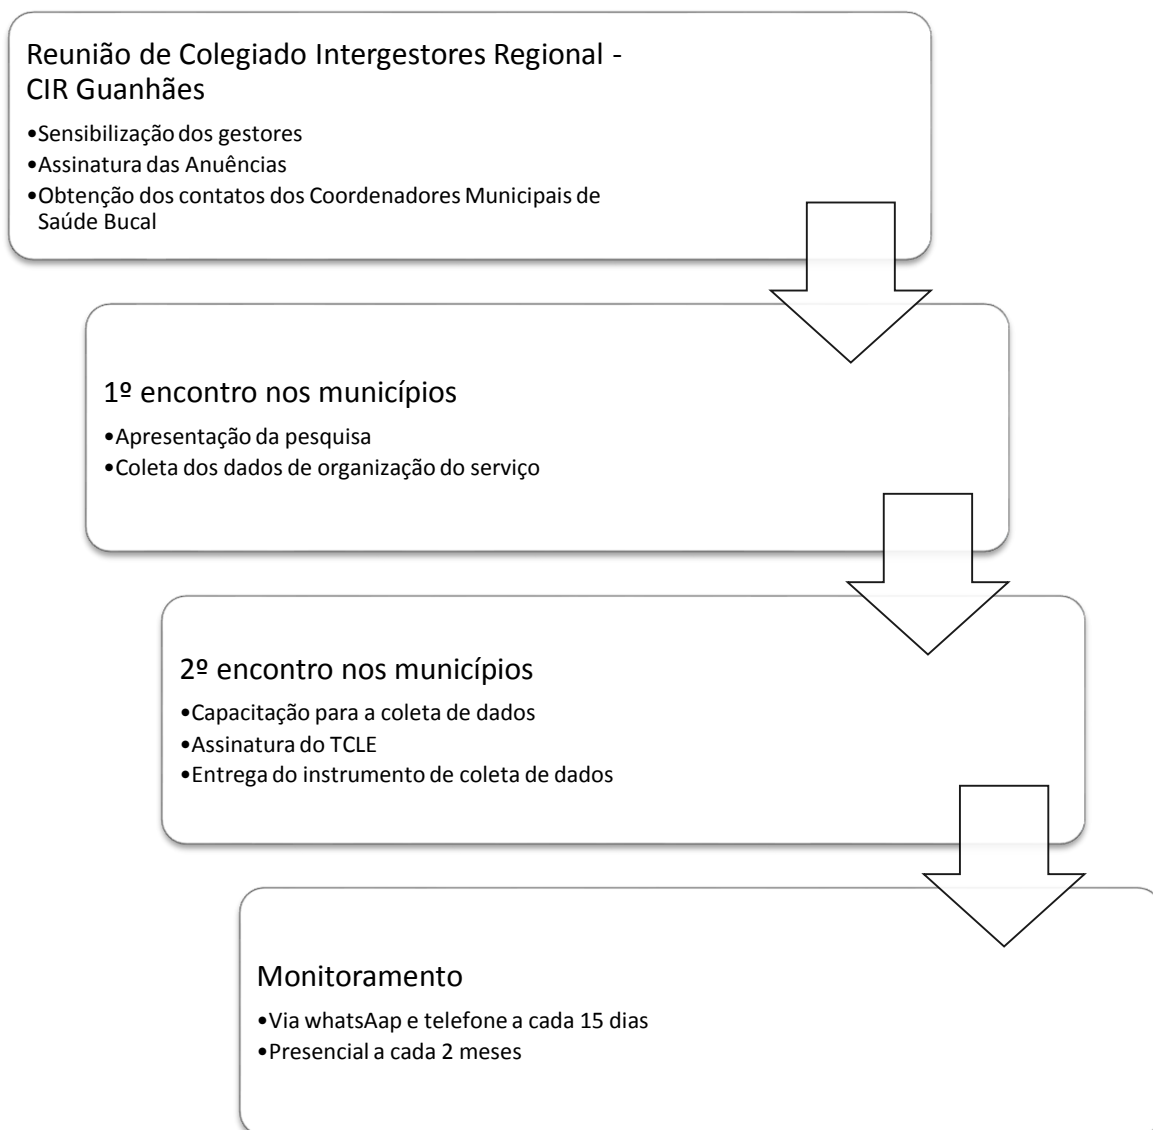 Reunião de Colegiado Intergestores Regional -
CIR Guanhães
•Sensibilização dos gestores
•Assinatura das Anuências
•Obtenção dos contatos dos Coordenadores Municipais de
Saúde Bucal
1º encontro nos municípios
•Apresentação da pesquisa
•Coleta dos dados de organização do serviço
2º encontro nos municípios
•Capacitação para a coleta de dados
•Assinatura do TCLE
•Entrega do instrumento de coleta de dados
Monitoramento
•Via whatsAap e telefone a cada 15 dias
•Presencial a cada 2 meses